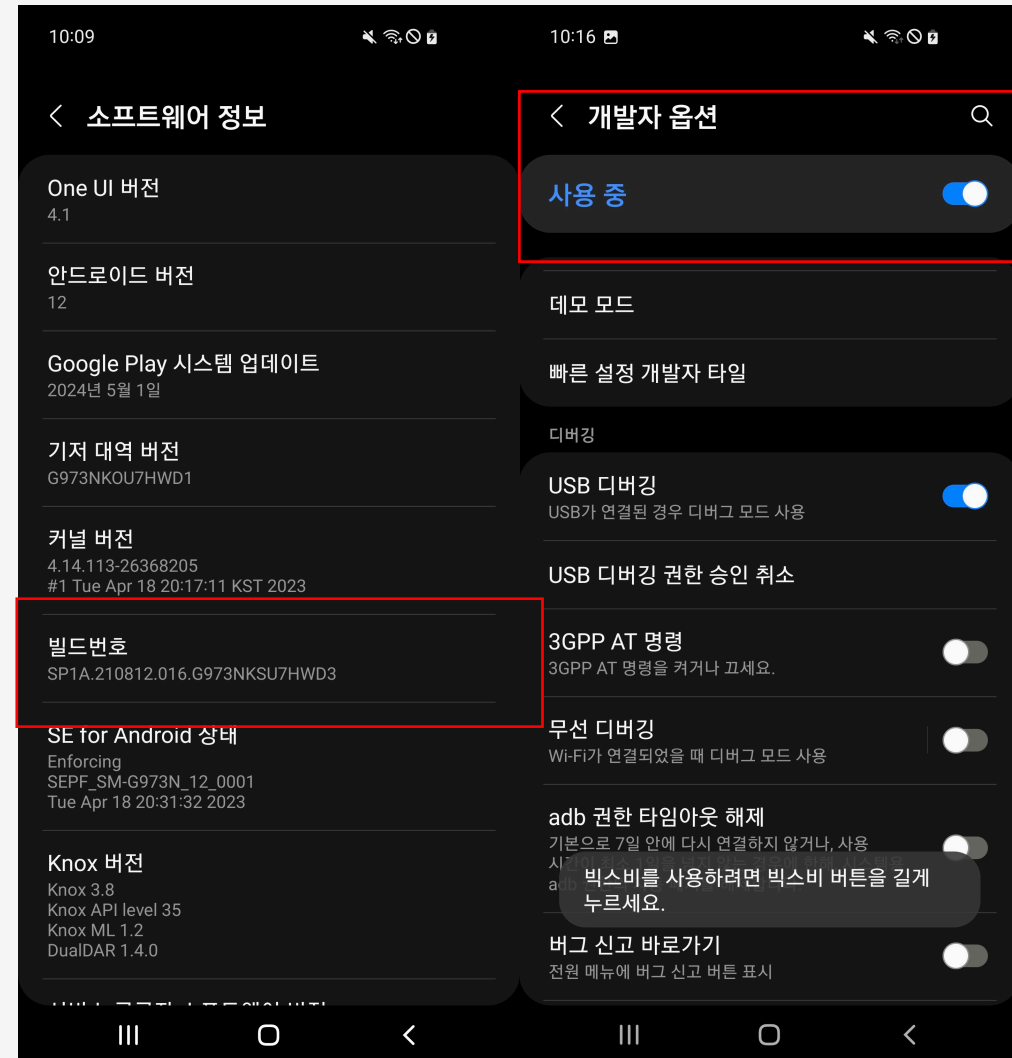 10:09
소프트웨어 정보
One UI 버전
4.1
안드로이드 버전
12
Google Play 시스템 업데이트
2024년 5월 1일
기저 대역 버전
G973NKOU7HWD1
커널 버전
4.14.113-26368205
#1 Tue Apr 18 20:17:11 KST 2023
빌드번호
SP1A.210812.016.G973NKSU7HWD3
SE for Android 상태
Enforcing
SEPF_SM-G973N_12_0001
Tue Apr 18 20:31:32 2023
Knox 버전
Knox 3.8
Knox API level 35
Knox ML 1.2
DualDAR 1.4.0
10:16
개발자 옵션
사용 중
데모 모드
빠른 설정 개발자 타일
디버깅
USB 디버깅
USB가 연결된 경우 디버그 모드 사용
USB 디버깅 권한 승인 취소
3GPP AT 명령
3GPP AT 명령을 켜거나 끄세요.
무선 디버깅
Wi-Fi가 연결되었을 때 디버그 모드 사용
adb 권한 타임아웃 해제
기본으로 7일 안에 다시 연결하지 않거나, 사용
빅스비를 사용하려면 빅스비 버튼을 길게
누르세요.
버그 신고 바로가기
전원 메뉴에 버그 신고 버튼 표시